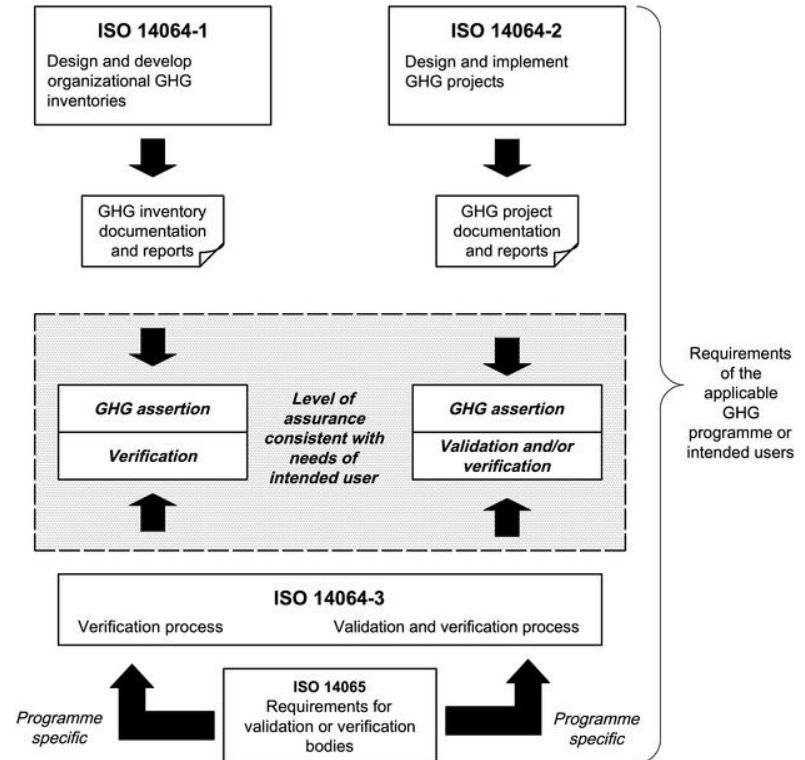 ISO 14064-1
Design and develop
organizational GHG
inventories
ISO 14064-2
Design and implement
GHG projects
GHG inventory
documentation
and reports
GHG project
documentation
and reports
GHG assertion
Verification
Level of
assurance
consistent with
needs of
intended user
GHG assertion
Validation and/or
verification
Requirements
of the
applicable
GHG
programme or
intended users
ISO 14064-3
Verification process
Validation and verification process
Programme
specific
ISO 14065
Requirements for
validation or verification
bodies
Programme
specific